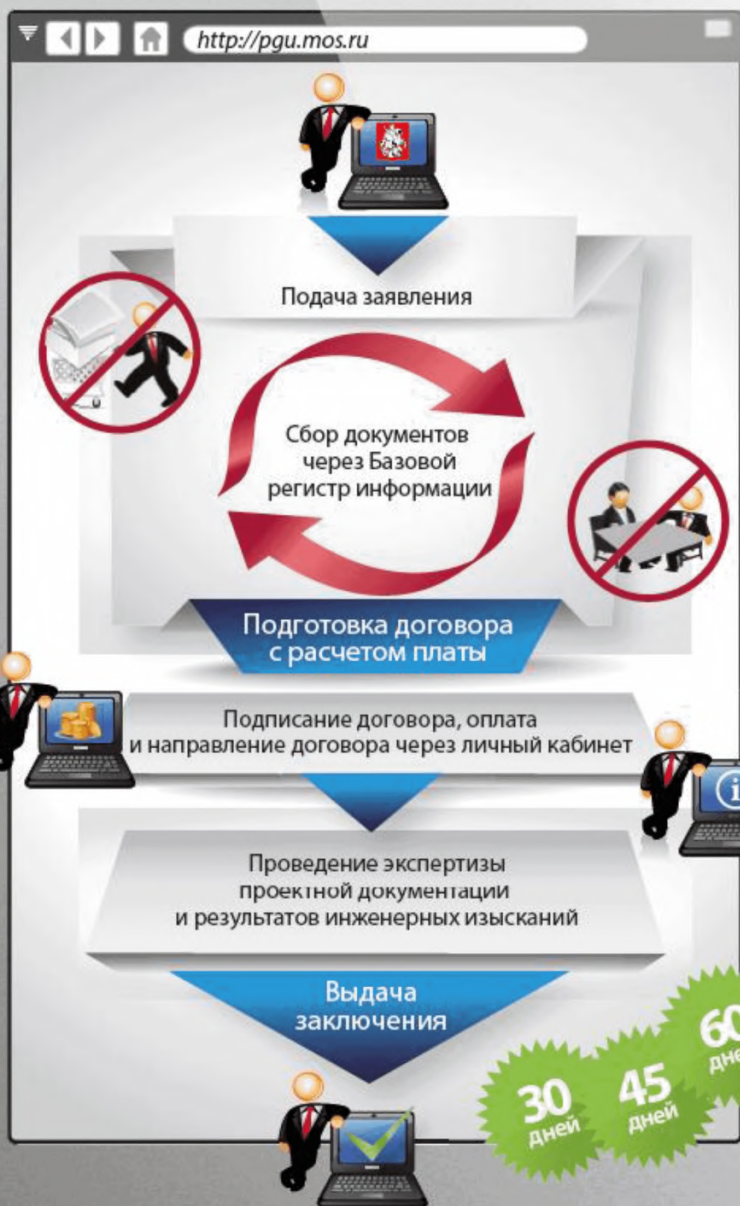 http://pgu.mos.ru
Подача заявления
Сбор документов
через Базовой
регистр информации
Подготовка договора
с расчетом платы
Подписание договора, оплата
и направление договора через личный кабинет
Проведение экспертизы
проектной документации
и результатов инженерных изысканий
Выдача
заключения
30
дней
45
дней
60